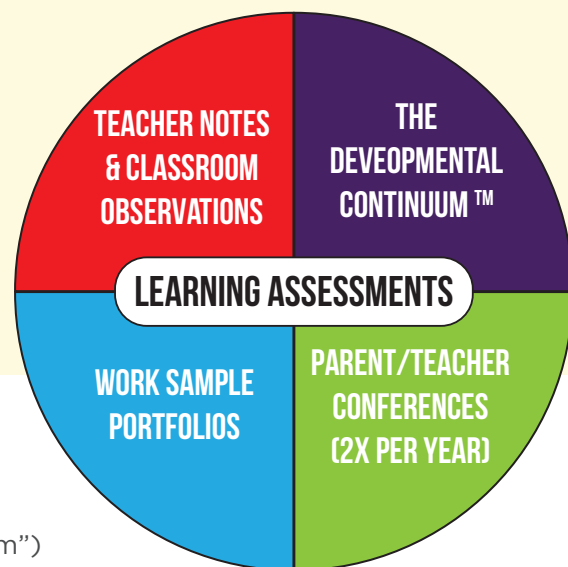 TEACHER NOTES
& CLASSROOM
OBSERVATIONS
THE
DEVEOPMENTAL
CONTINUUM ™
LEARNING ASSESSMENTS
WORK SAMPLE
PORTFOLIOS
PARENT/TEACHER
CONFERENCES
(2X PER YEAR)
m”)